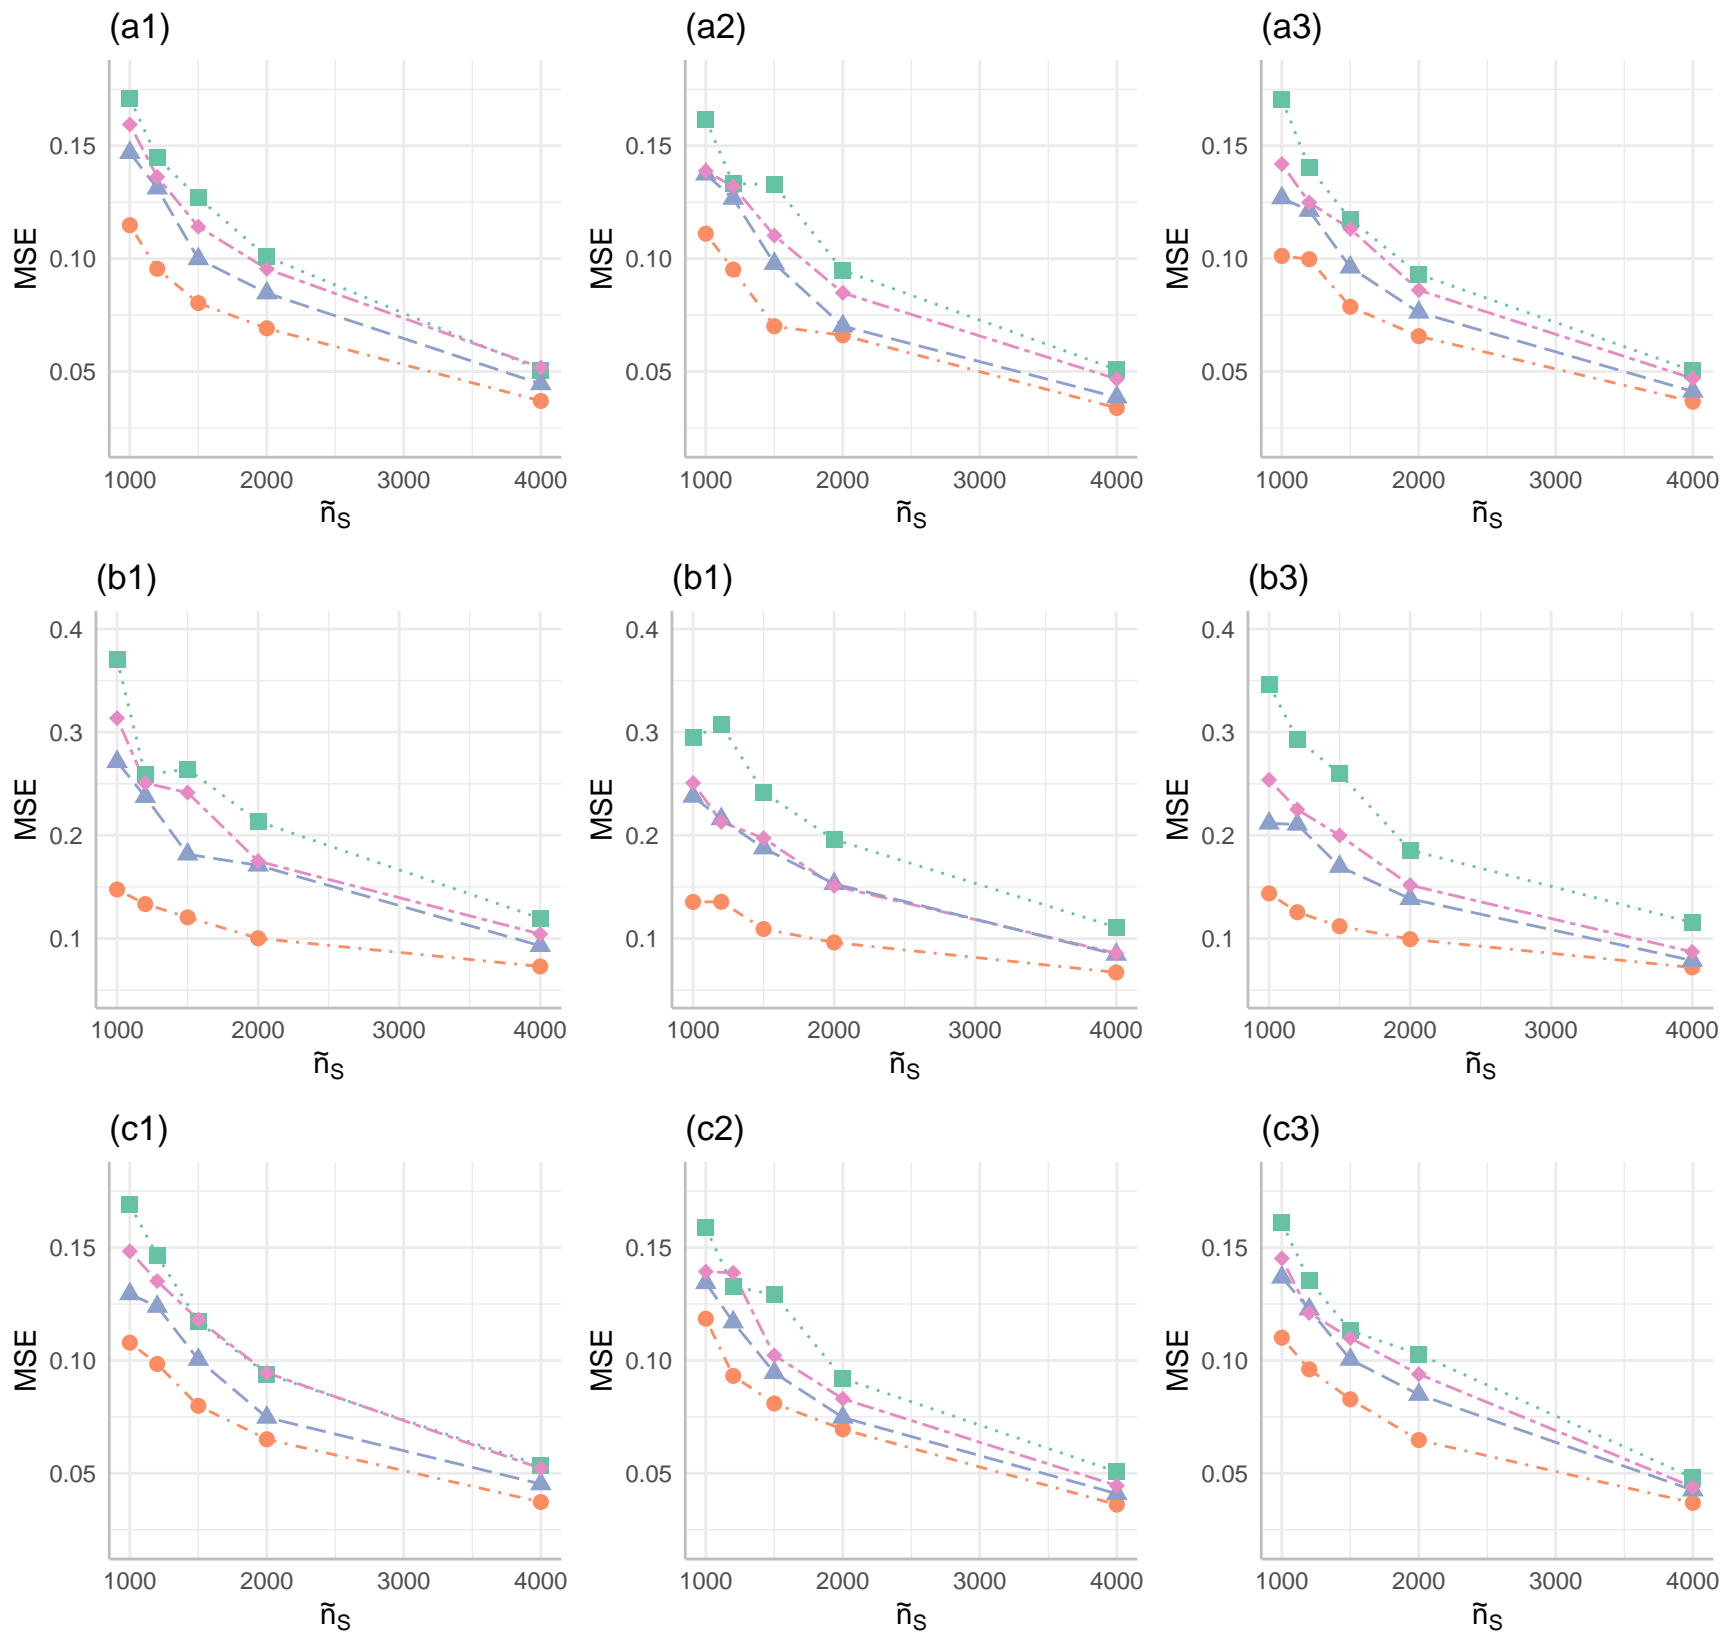 (a1) (a2) (a3)
MSE 0.15 0.10 0.05 MSE 0.15 0.10 0.05 MSE 0.15 0.10 0.05
1000 2000 3000 4000 1000 2000 3000 4000 1000 2000 3000 4000
ñS ñS ñS
(b1) (b1) (b3)
MSE 0.4 0.3 0.2 0.1 MSE 0.4 0.3 0.2 0.1 MSE 0.4 0.3 0.2 0.1
1000 2000 3000 4000 1000 2000 3000 4000 1000 2000 3000 4000
ñS ñS ñS
(c1) (c2) (c3)
MSE 0.15 0.10 0.05 MSE 0.15 0.10 0.05 MSE 0.15 0.10 0.05
1000 2000 3000 4000 1000 2000 3000 4000 1000 2000 3000 4000
ñS ñS ñS